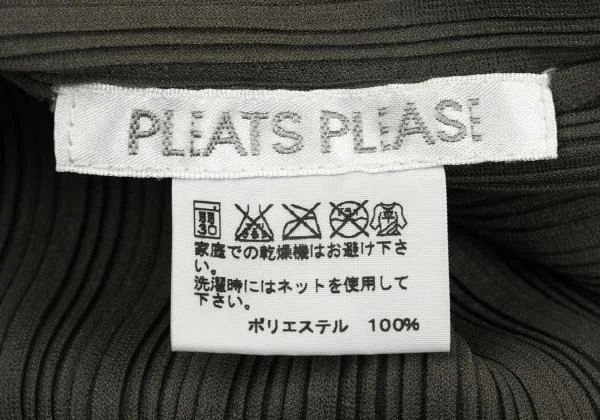 PLEATS PLEASE
弱
30
平
家庭での乾燥機はお避け下さ
い。
洗濯時にはネットを使用して
下さい。
ポリエステル 100%